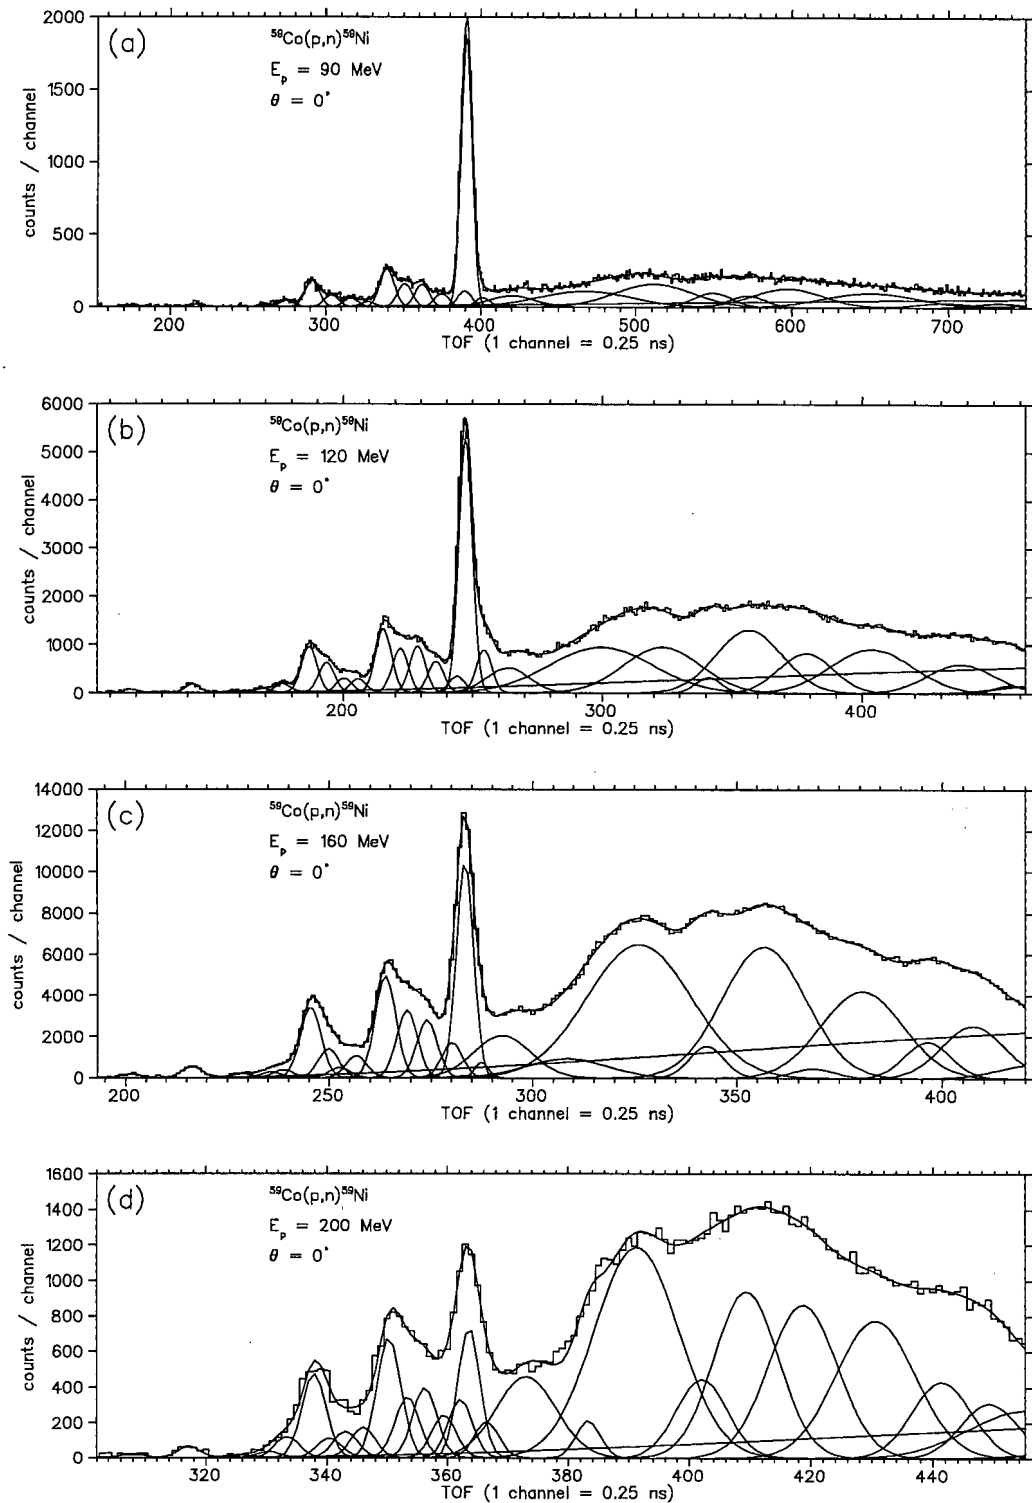 (a)
⁵⁹Co(p,n)⁵⁹Ni
Eₚ = 90 MeV
θ = 0°
counts / channel
2000
1500
1000
500
0
200 300 400 500 600 700
TOF (1 channel = 0.25 ns)
(b)
⁵⁹Co(p,n)⁵⁹Ni
Eₚ = 120 MeV
θ = 0°
counts / channel
6000
5000
4000
3000
2000
1000
0
200 300 400
TOF (1 channel = 0.25 ns)
(c)
⁵⁹Co(p,n)⁵⁹Ni
Eₚ = 160 MeV
θ = 0°
counts / channel
14000
12000
10000
8000
6000
4000
2000
0
200 250 300 350 400
TOF (1 channel = 0.25 ns)
(d)
⁵⁹Co(p,n)⁵⁹Ni
Eₚ = 200 MeV
θ = 0°
counts / channel
1600
1400
1200
1000
800
600
400
200
0
320 340 360 380 400 420 440
TOF (1 channel = 0.25 ns)